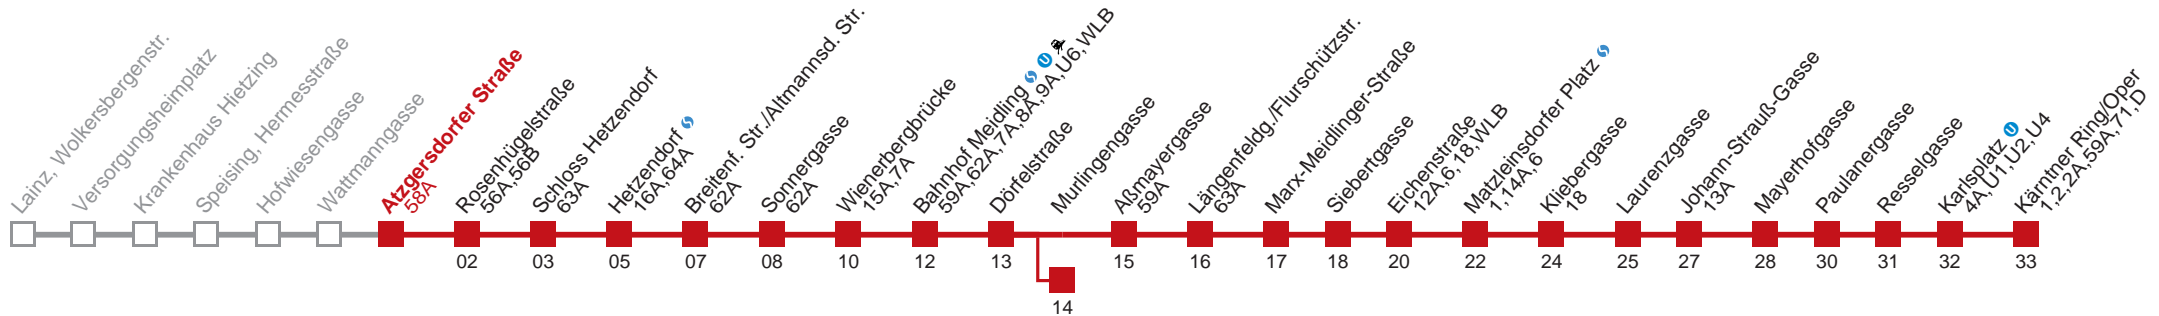 Lainz, Wolkersbergenstr.
Versorgungsheimplatz
Krankenhaus Hietzing
Speising, Hermesstraße
Hofwiesengasse
Wattmanngasse
Atzgersdorfer Straße
58A
Rosenhügelstraße
56A,56B
Schloss Hetzendorf
63A
Hetzendorf S
16A,64A
Breitenf. Str./Altmannsd. Str.
62A
Sonnergasse
62A
Wienerbergbrücke
15A,7A
Bahnhof Meidling S U
59A,62A,7A,8A,9A,U6,WLB
Dörfelstraße
Murlingengasse
Aßmayergasse
59A
Längenfeldg./Flurschützstr.
63A
Marx-Meidlinger-Straße
Siebertgasse
Eichenstraße
12A,6,18,WLB
Matzleinsdorfer Platz S
1,14A,6
Kliebergasse
18
Laurenzgasse
Johann-Strauß-Gasse
13A
Mayerhofgasse
Paulanergasse
Resselgasse
Karlsplatz U
4A,U1,U2,U4
Kärntner Ring/Oper
1,2,2A,59A,71,D
02 03 05 07 08 10 12 13 15 16 17 18 20 22 24 25 27 28 30 31 32 33
14